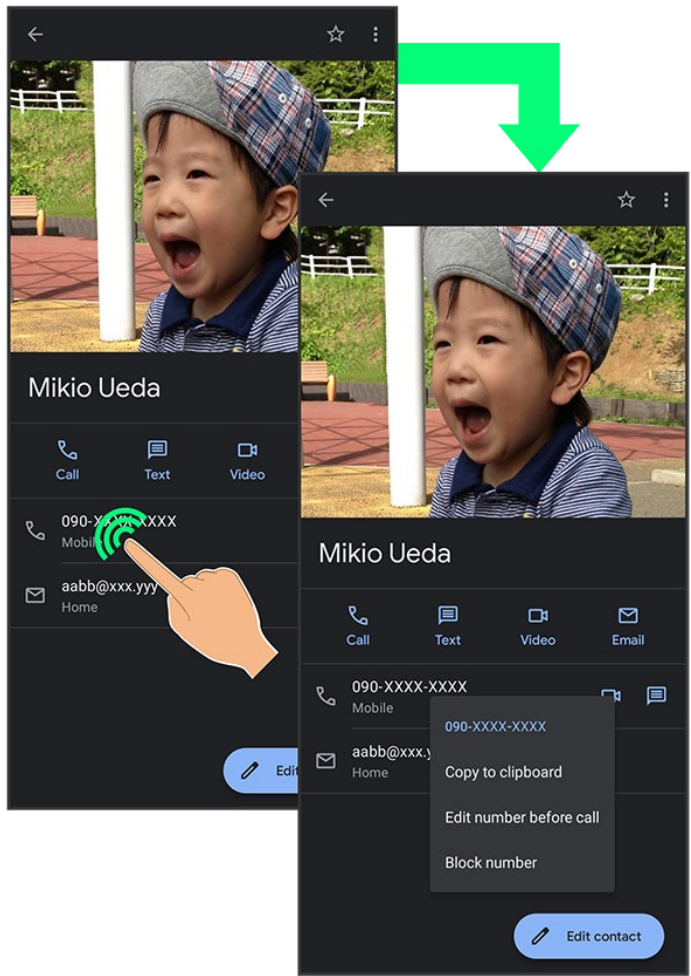 Mikio Ueda
Call Text Video
090-XXXX-XXXX
Mobile
aabb@xxx.yyy
Home
Mikio Ueda
Call Text Video Email
090-XXXX-XXXX
Mobile
090-XXXX-XXXX
aabb@xxx.y
Home
Copy to clipboard
Edit number before call
Block number
Edit contact